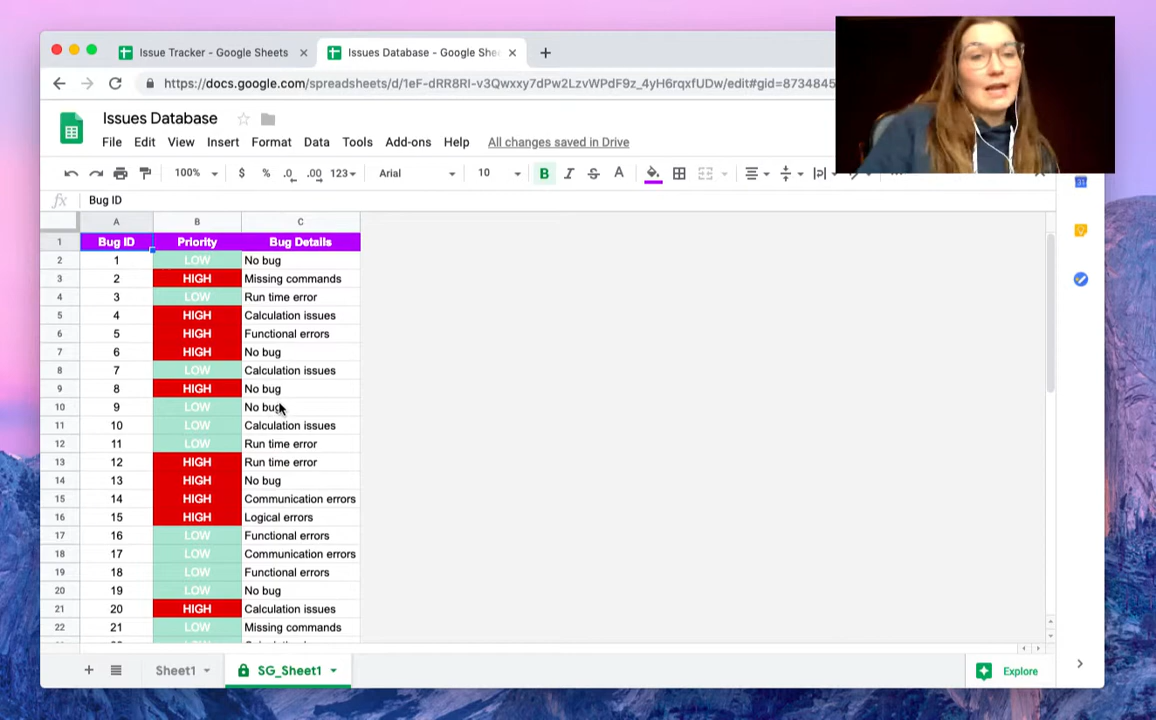 Issue Tracker - Google Sheets
Issues Database - Google She
https://docs.google.com/spreadsheets/d/1eF-dRR8RI-v3Qwxxy7dPw2LzvWPdF9z_4yH6rqxfUDw/edit#gid=8734845
Issues Database
File Edit View Insert Format Data Tools Add-ons Help All changes saved in Drive
100% $ % .0 .00 123 Arial 10 B I S A
fx Bug ID
A B C
1 Bug ID Priority Bug Details
2 1 LOW No bug
3 2 HIGH Missing commands
4 3 LOW Run time error
5 4 HIGH Calculation issues
6 5 HIGH Functional errors
7 6 HIGH No bug
8 7 LOW Calculation issues
9 8 HIGH No bug
10 9 LOW No bug
11 10 LOW Calculation issues
12 11 LOW Run time error
13 12 HIGH Run time error
14 13 HIGH No bug
15 14 HIGH Communication errors
16 15 HIGH Logical errors
17 16 LOW Functional errors
18 17 LOW Communication errors
19 18 LOW Functional errors
20 19 LOW No bug
21 20 HIGH Calculation issues
22 21 LOW Missing commands
Sheet1 SG_Sheet1 Explore
31